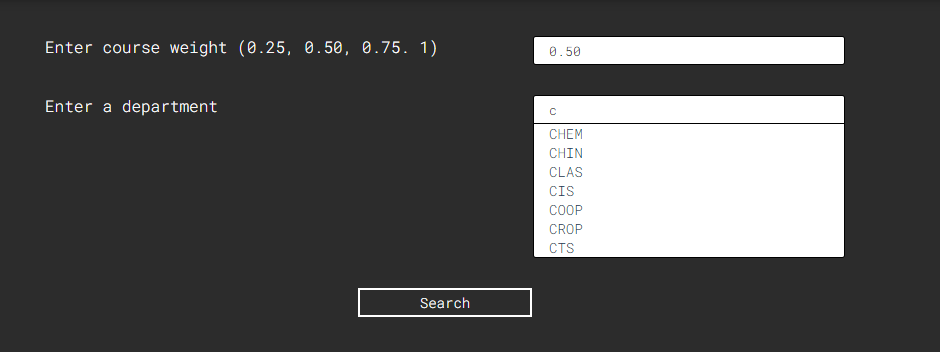 Enter course weight (0.25, 0.50, 0.75. 1)
0.50
Enter a department
c
CHEM
CHIN
CLAS
CIS
COOP
CROP
CTS
Search